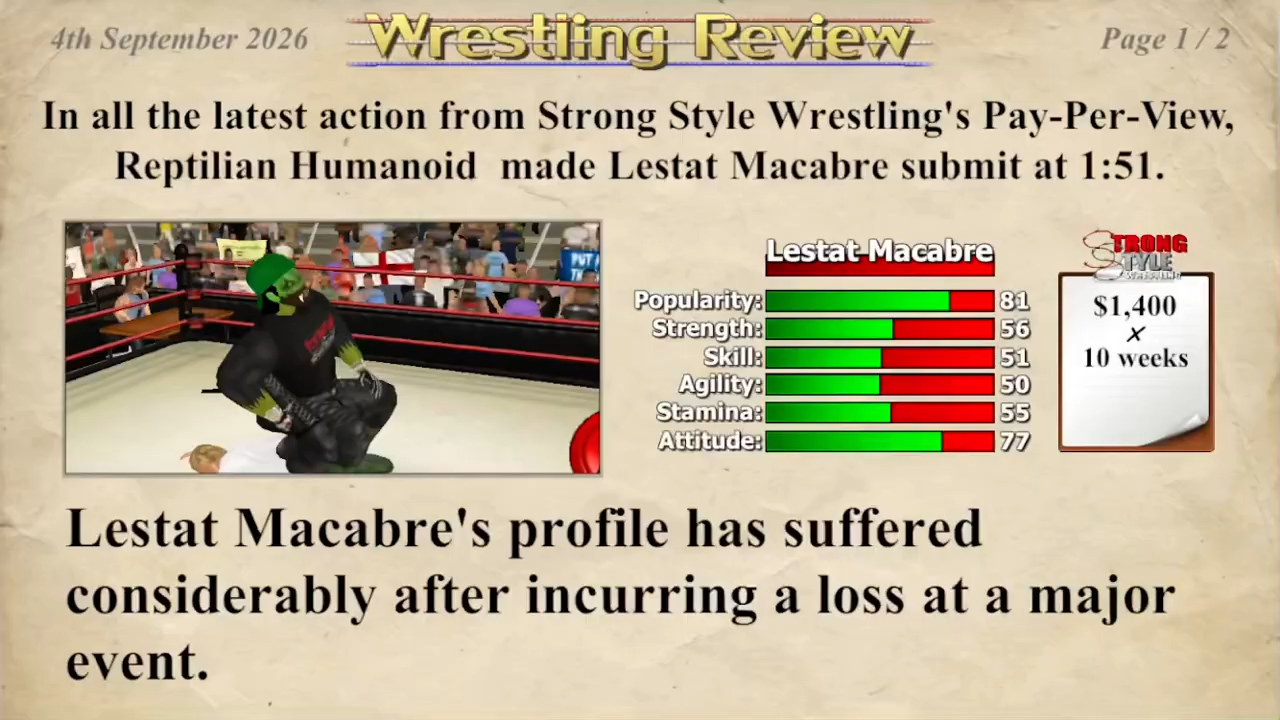 4th September 2026
Wrestling Review
Page 1 / 2
In all the latest action from Strong Style Wrestling's Pay-Per-View,
Reptilian Humanoid made Lestat Macabre submit at 1:51.
Lestat Macabre
Popularity: 81
Strength: 56
Skill: 51
Agility: 50
Stamina: 55
Attitude: 77
STRONG
STYLE
WRESTLING
$1,400
×
10 weeks
Lestat Macabre's profile has suffered
considerably after incurring a loss at a major
event.